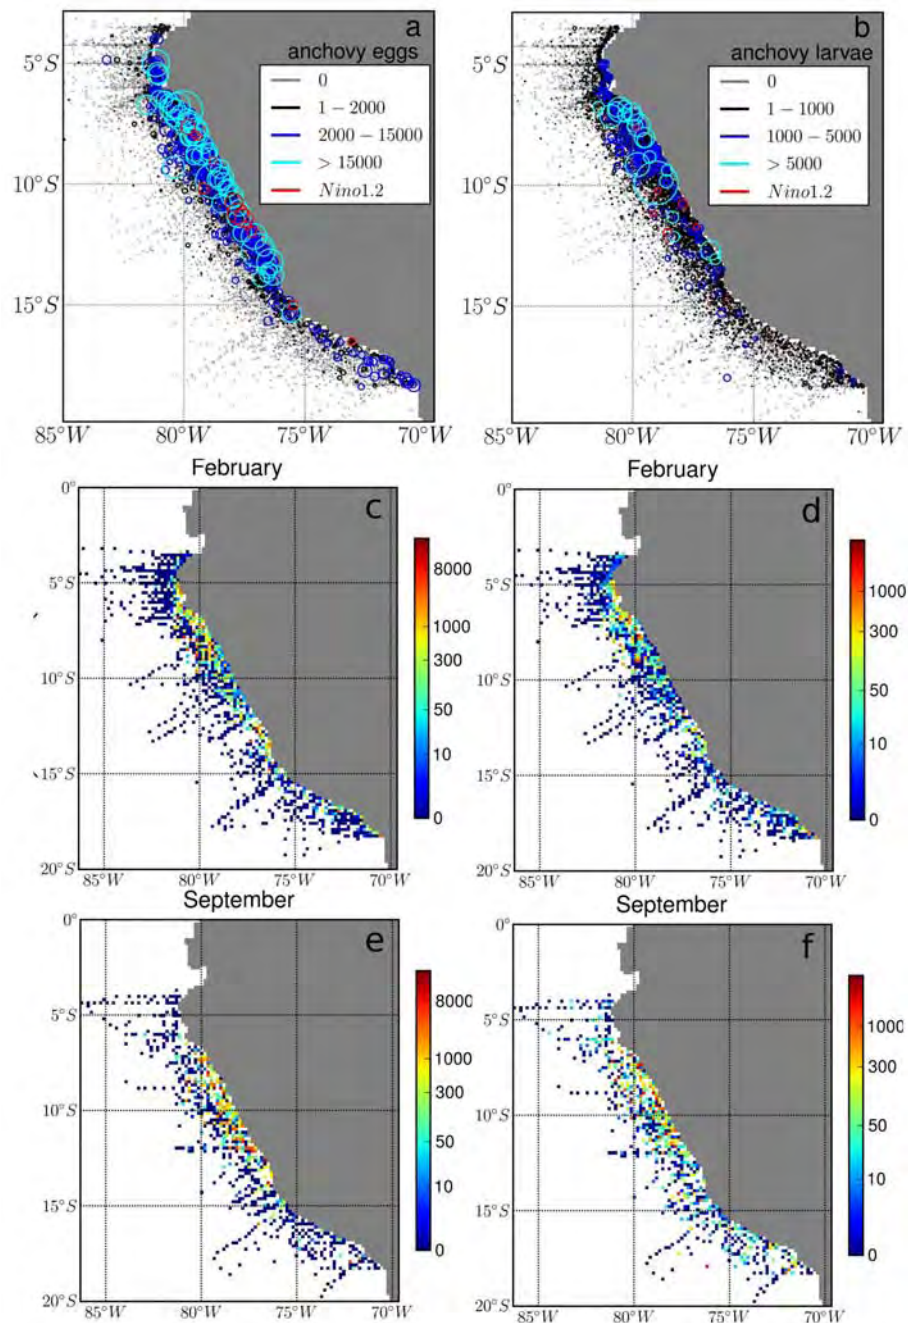 a
anchovy eggs
0
1 – 2000
2000 – 15000
> 15000
Nino1.2
5°S
10°S
15°S
85°W
80°W
75°W
70°W
b
anchovy larvae
0
1 – 1000
1000 – 5000
> 5000
Nino1.2
5°S
10°S
15°S
85°W
80°W
75°W
70°W
February
c
0°
5°S
10°S
15°S
20°S
85°W
80°W
75°W
70°W
8000
1000
300
50
10
0
February
d
0°
5°S
10°S
15°S
20°S
85°W
80°W
75°W
70°W
1000
300
50
10
0
September
e
0°
5°S
10°S
15°S
20°S
85°W
80°W
75°W
70°W
8000
1000
300
50
10
0
September
f
0°
5°S
10°S
15°S
20°S
85°W
80°W
75°W
70°W
1000
300
50
10
0